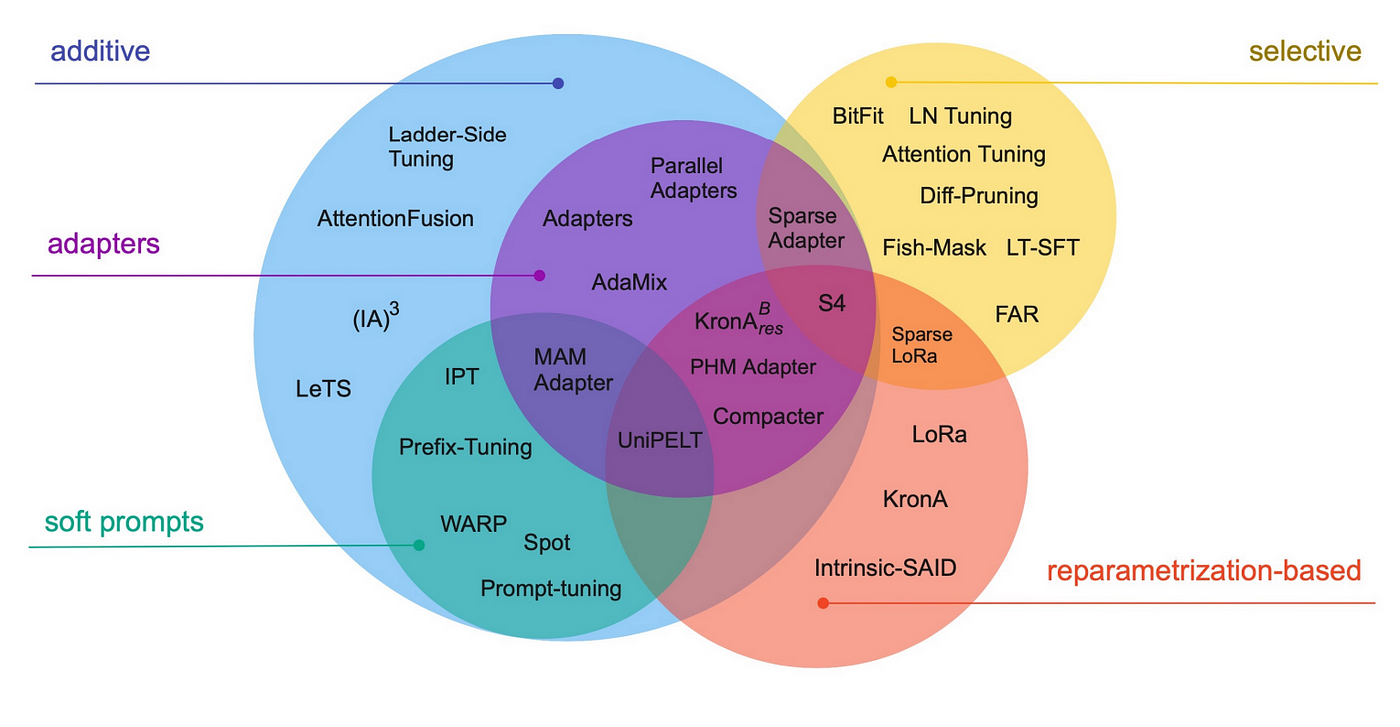 additive
selective
BitFit LN Tuning
Ladder-Side
Tuning
Attention Tuning
Parallel
Adapters
Diff-Pruning
AttentionFusion
Adapters
Sparse
Adapter
adapters
Fish-Mask LT-SFT
AdaMix
(IA)³
KronA^B_res
S4
FAR
Sparse
LoRa
MAM
Adapter
PHM Adapter
IPT
LeTS
Compacter
LoRa
Prefix-Tuning
UniPELT
KronA
soft prompts
WARP
Spot
Intrinsic-SAID
reparametrization-based
Prompt-tuning